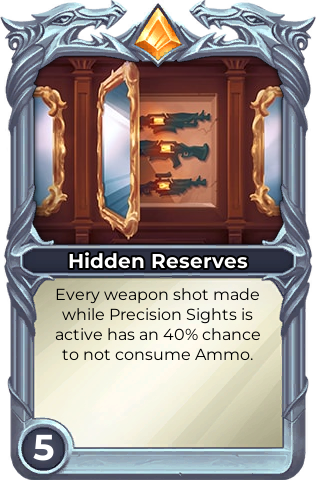 Hidden Reserves
Every weapon shot made
while Precision Sights is
active has an 40% chance
to not consume Ammo.
5